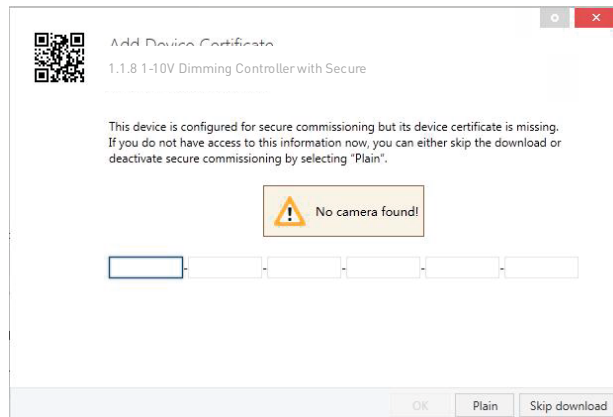 Add Device Certificate
1.1.8 1-10V Dimming Controller with Secure
This device is configured for secure commissioning but its device certificate is missing.
If you do not have access to this information now, you can either skip the download or
deactivate secure commissioning by selecting "Plain".
No camera found!
- - - - -
OK Plain Skip download